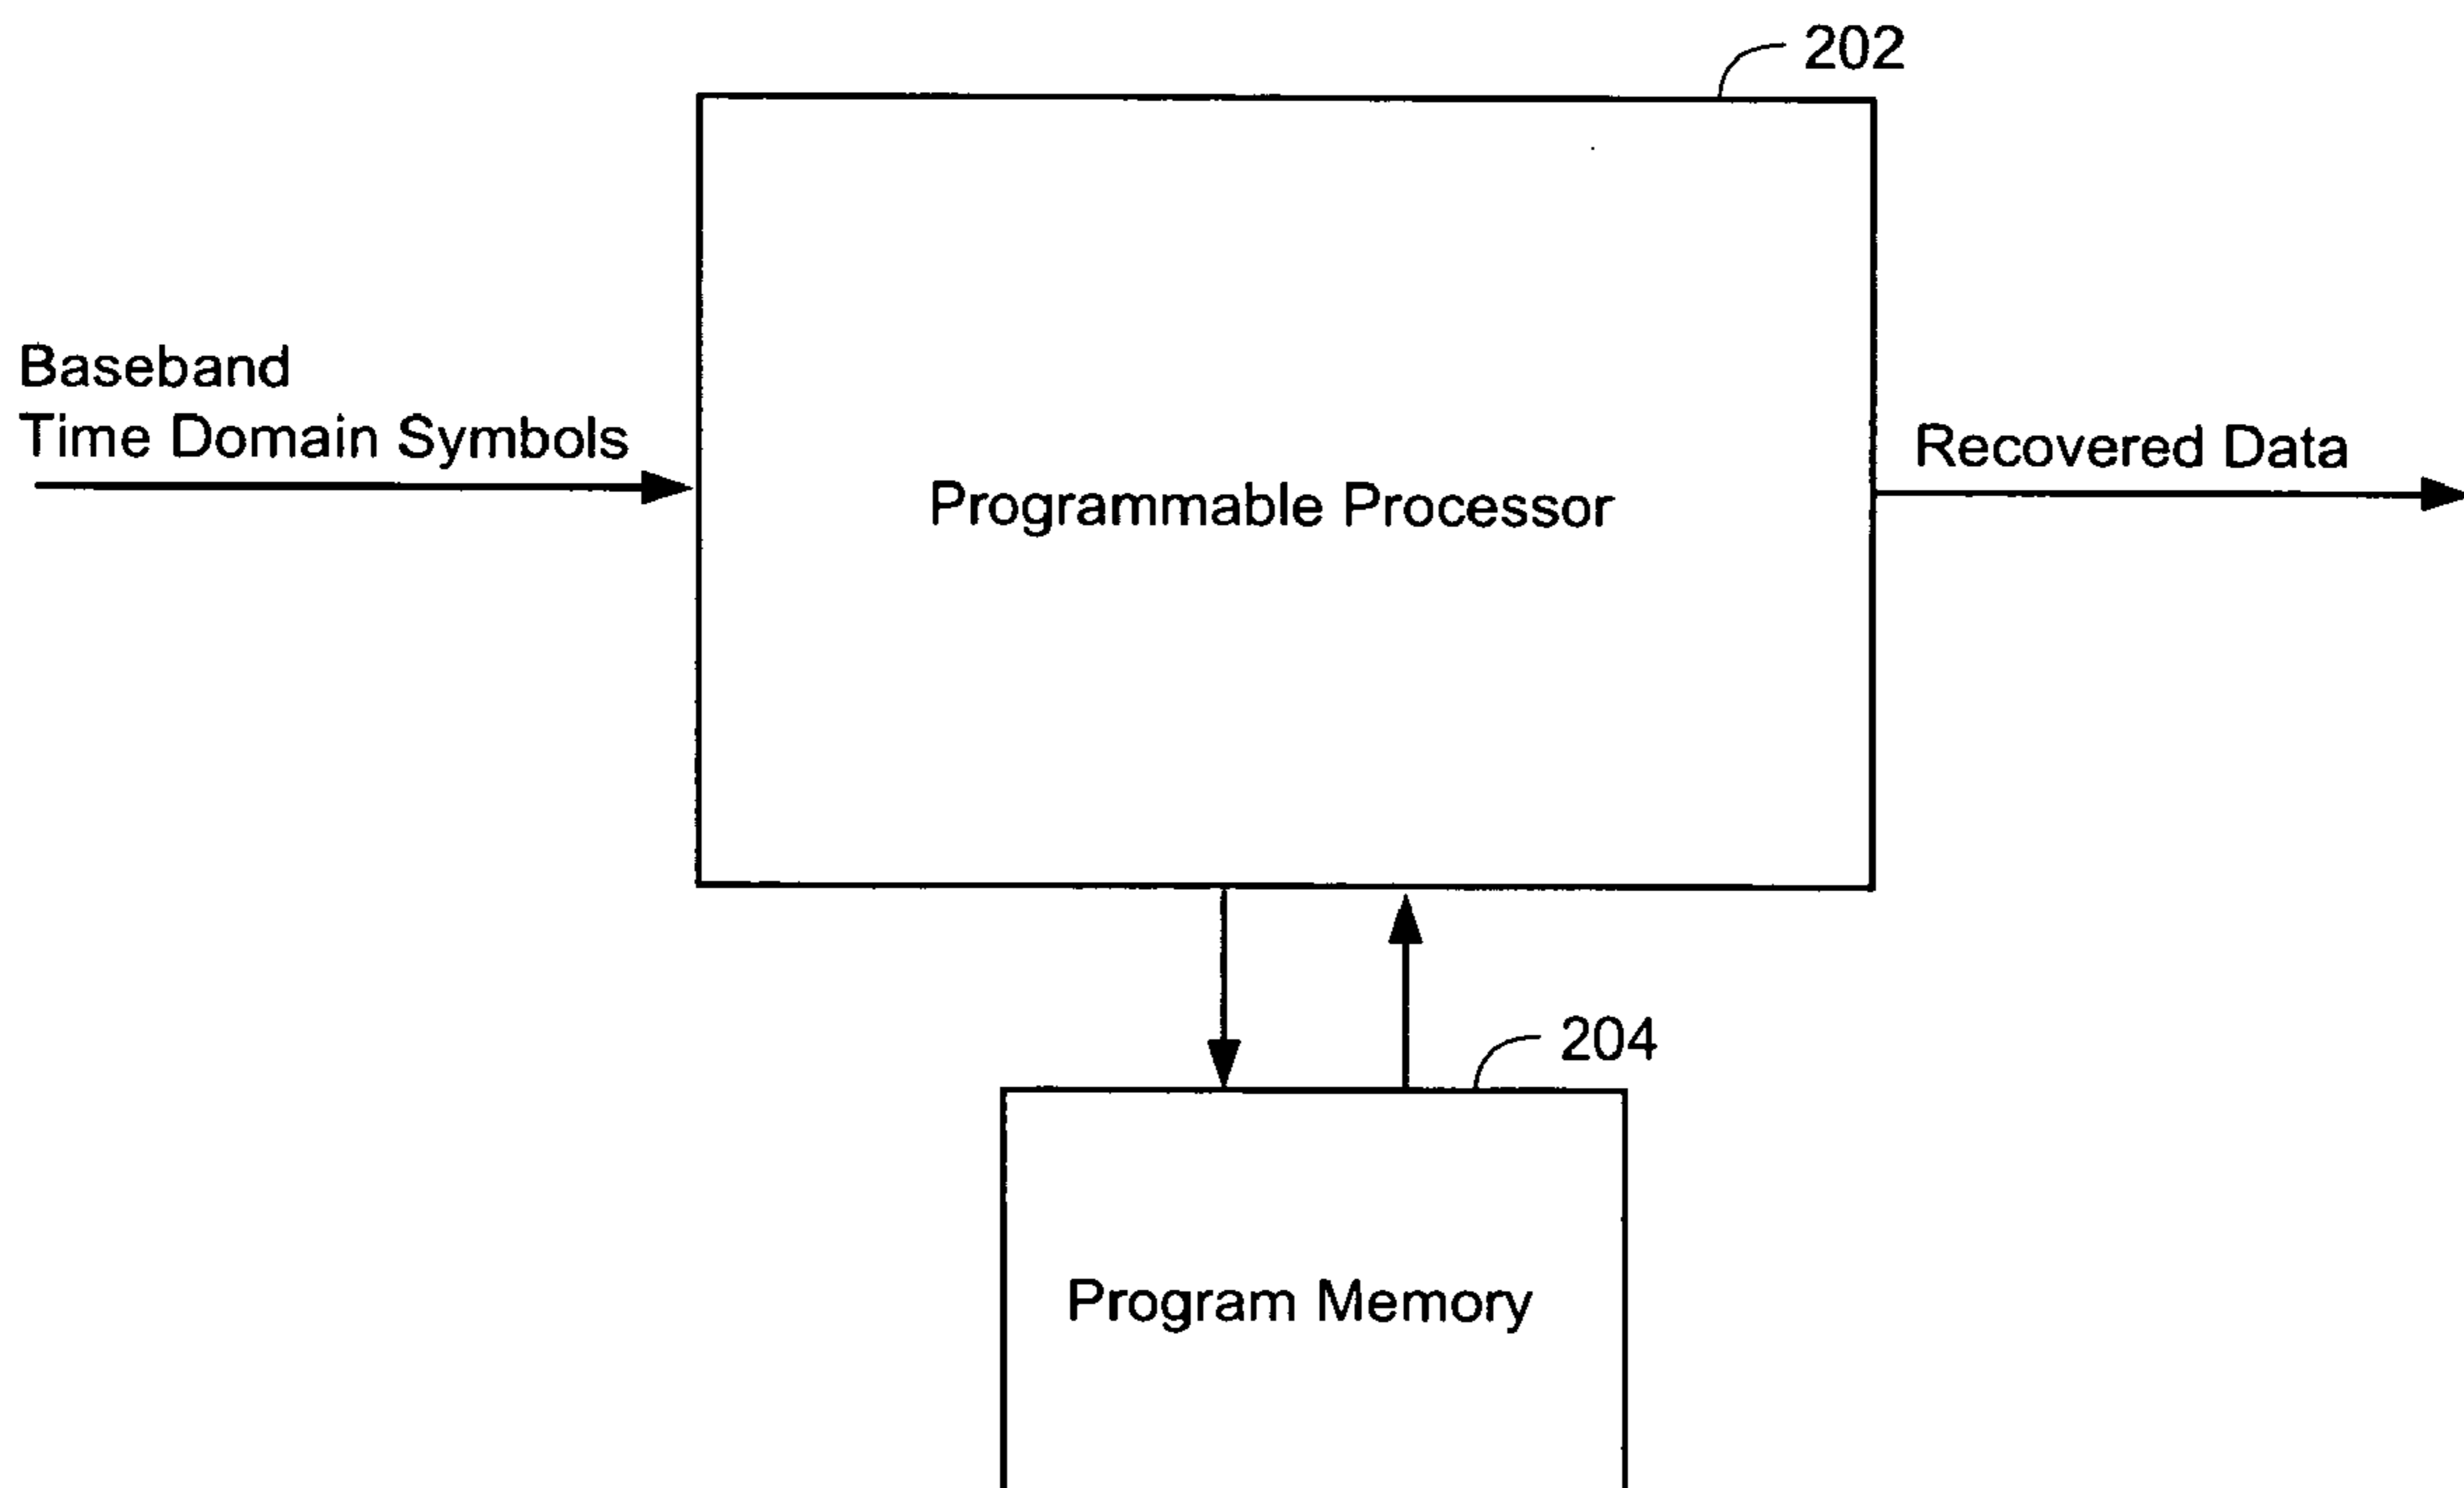 202
Baseband
Time Domain Symbols
Recovered Data
Programmable Processor
204
Program Memory